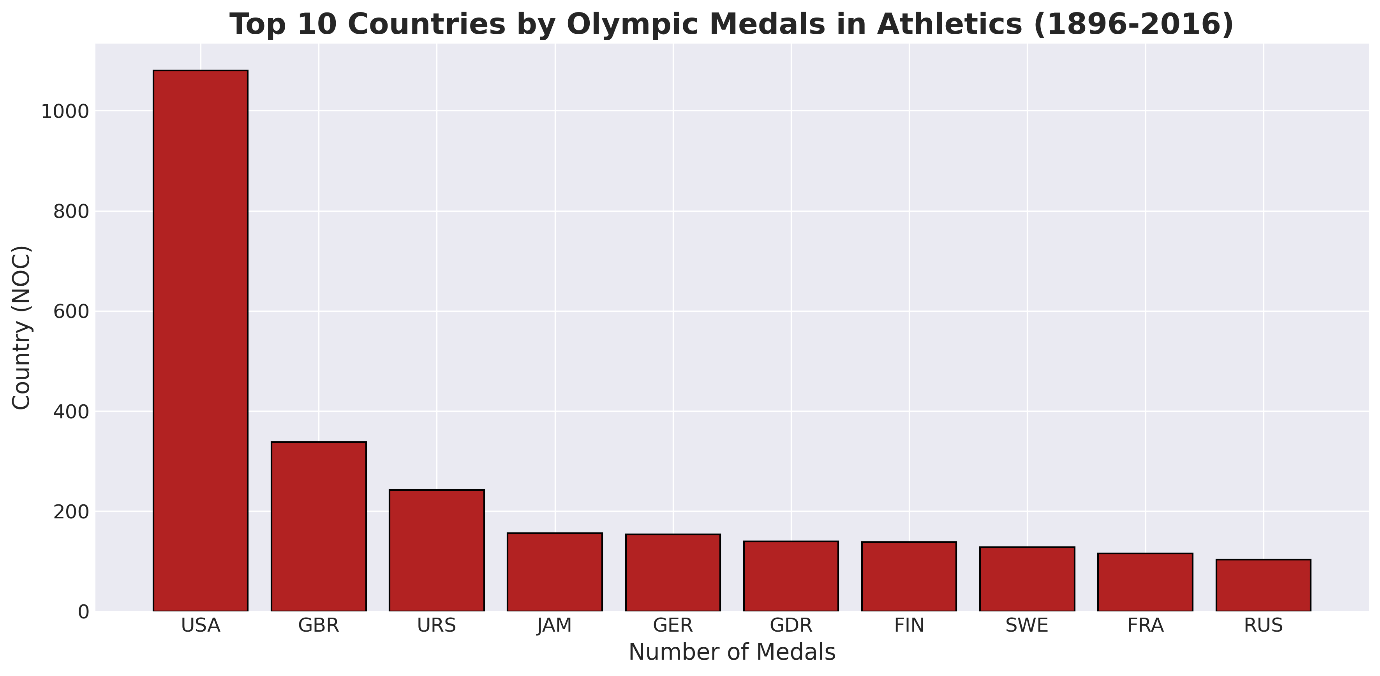 Top 10 Countries by Olympic Medals in Athletics (1896-2016)
Country (NOC)
1000
800
600
400
200
0
USA GBR URS JAM GER GDR FIN SWE FRA RUS
Number of Medals